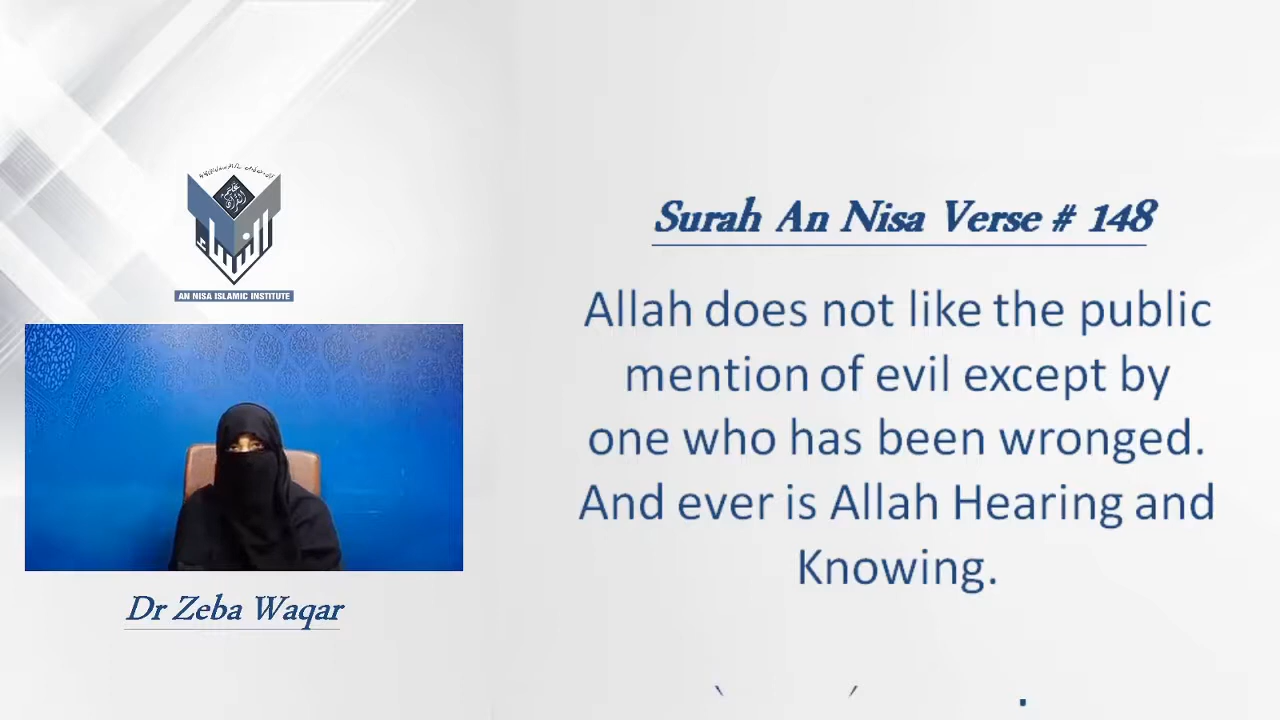 AN NISA ISLAMIC INSTITUTE
Dr Zeba Waqar
Surah An Nisa Verse # 148
Allah does not like the public
mention of evil except by
one who has been wronged.
And ever is Allah Hearing and
Knowing.